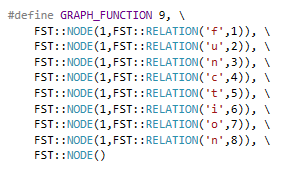 #define GRAPH_FUNCTION 9, \
FST::NODE(1,FST::RELATION('f',1)), \
FST::NODE(1,FST::RELATION('u',2)), \
FST::NODE(1,FST::RELATION('n',3)), \
FST::NODE(1,FST::RELATION('c',4)), \
FST::NODE(1,FST::RELATION('t',5)), \
FST::NODE(1,FST::RELATION('i',6)), \
FST::NODE(1,FST::RELATION('o',7)), \
FST::NODE(1,FST::RELATION('n',8)), \
FST::NODE()